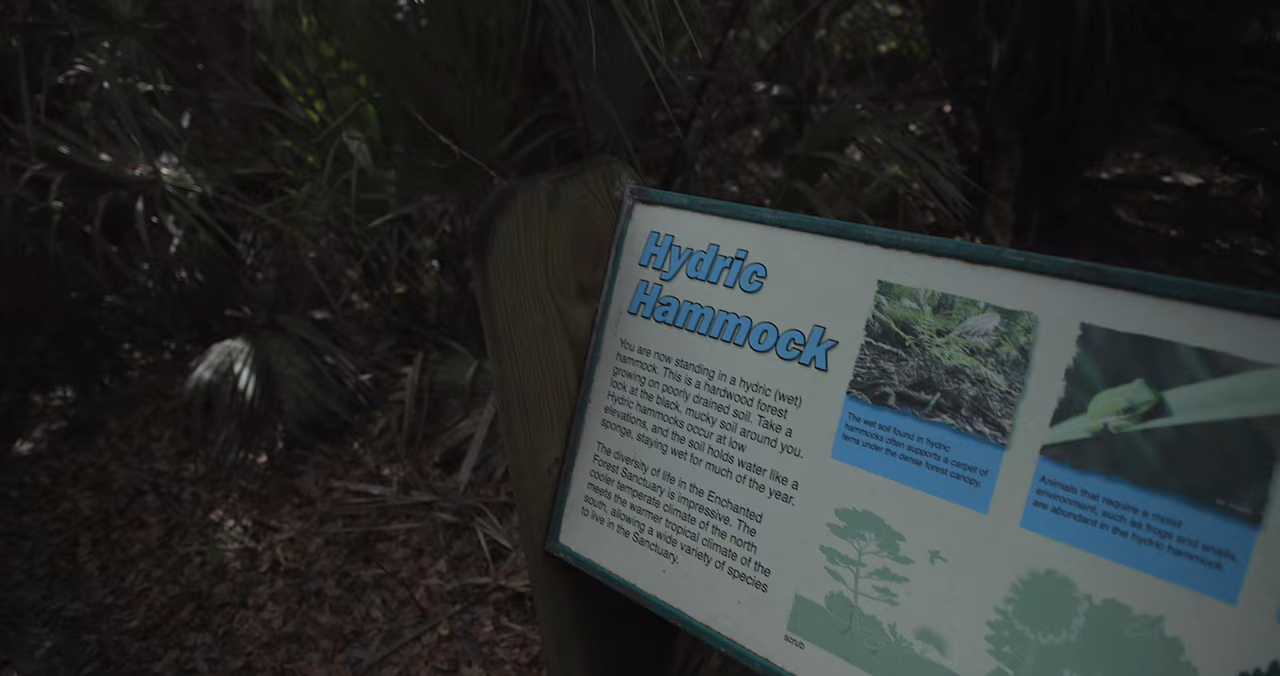 Hydric
Hammock
You are now standing in a hydric (wet)
hammock. This is a hardwood forest
growing on poorly drained soil. Take a
look at the black, mucky soil around you.
Hydric hammocks occur at low
elevations, and the soil holds water like a
sponge, staying wet for much of the year.
The diversity of life in the Enchanted
Forest Sanctuary is impressive. The
cooler temperate climate of the north
meets the warmer tropical climate of the
south, allowing a wide variety of species
to live in the Sanctuary.
The wet soil found in hydric
hammocks often supports a carpet of
ferns under the dense forest canopy.
Animals that require a moist
environment, such as frogs and snails,
are abundant in the hydric hammock
scrub